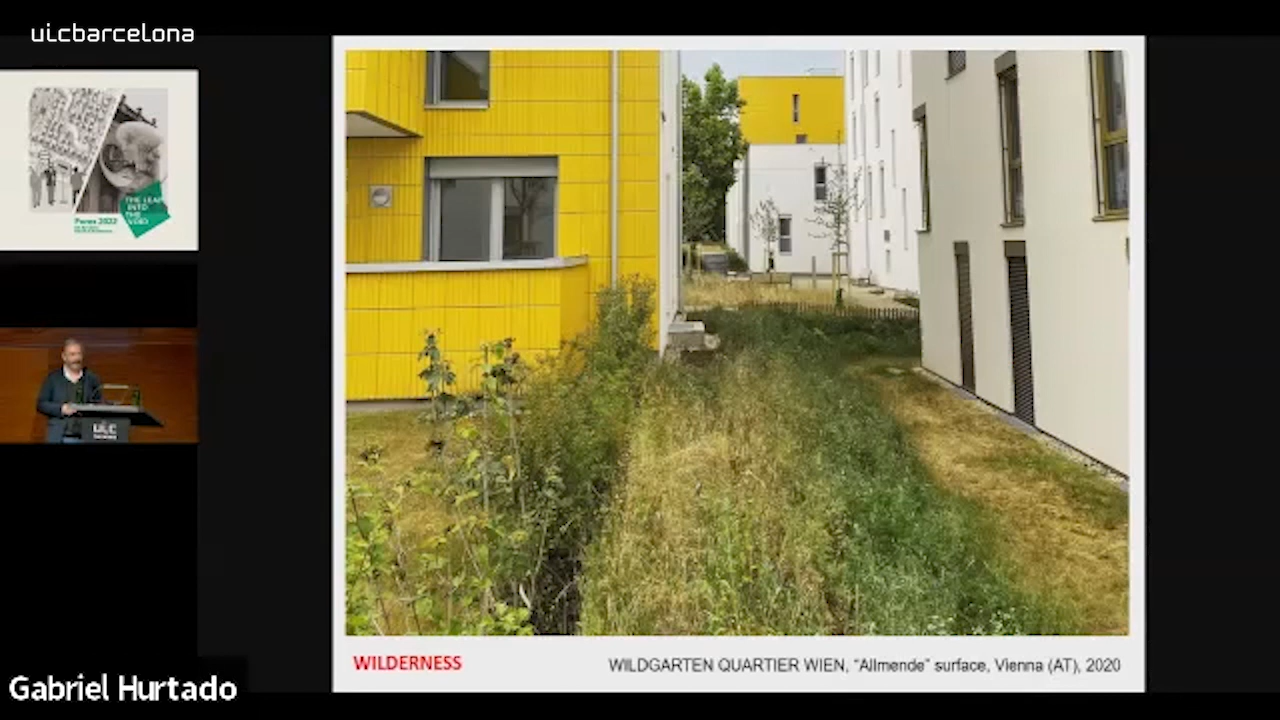 uicbarcelona
THE LEAP
INTO
THE
VOID
Foros 2022
uic
WILDERNESS
WILDGARTEN QUARTIER WIEN, "Allmende" surface, Vienna (AT), 2020
Gabriel Hurtado